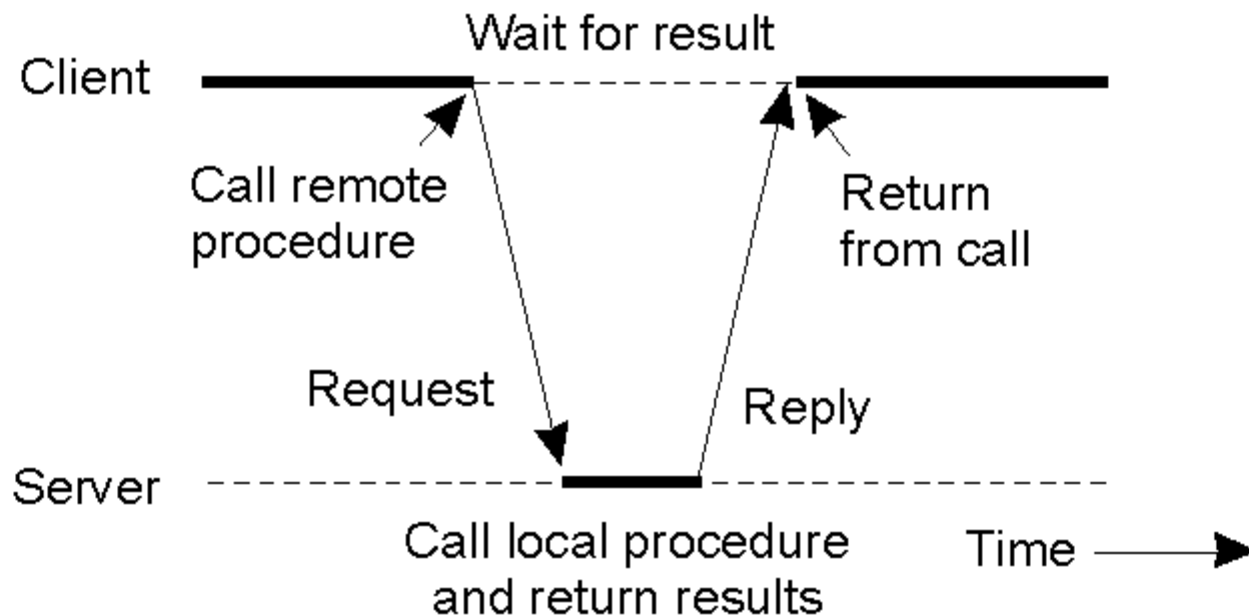 Wait for result
Client
Call remote
procedure
Return
from call
Request
Reply
Server
Call local procedure
and return results
Time